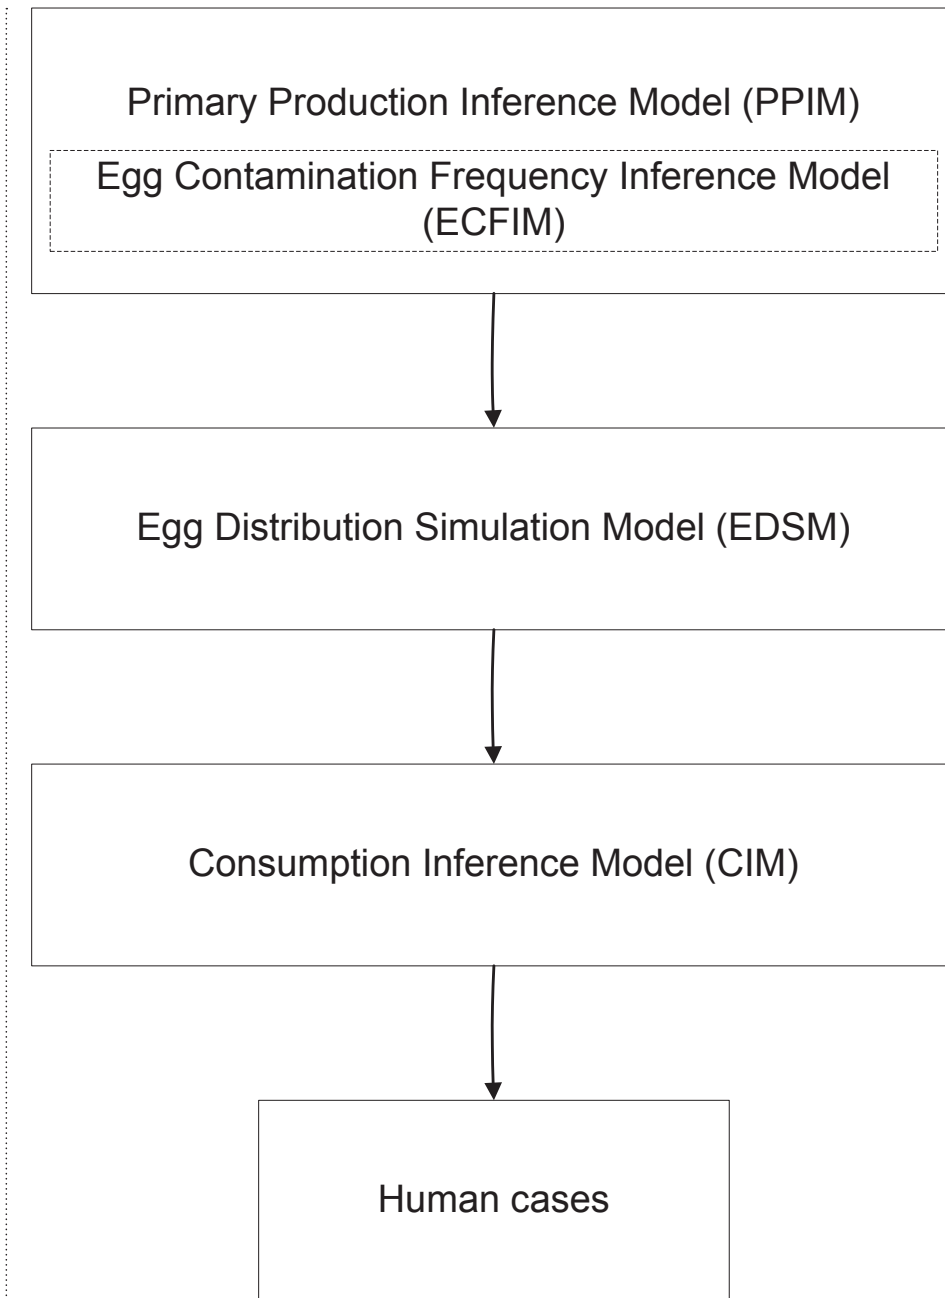 Primary Production Inference Model (PPIM)
Egg Contamination Frequency Inference Model
(ECFIM)
Egg Distribution Simulation Model (EDSM)
Consumption Inference Model (CIM)
Human cases